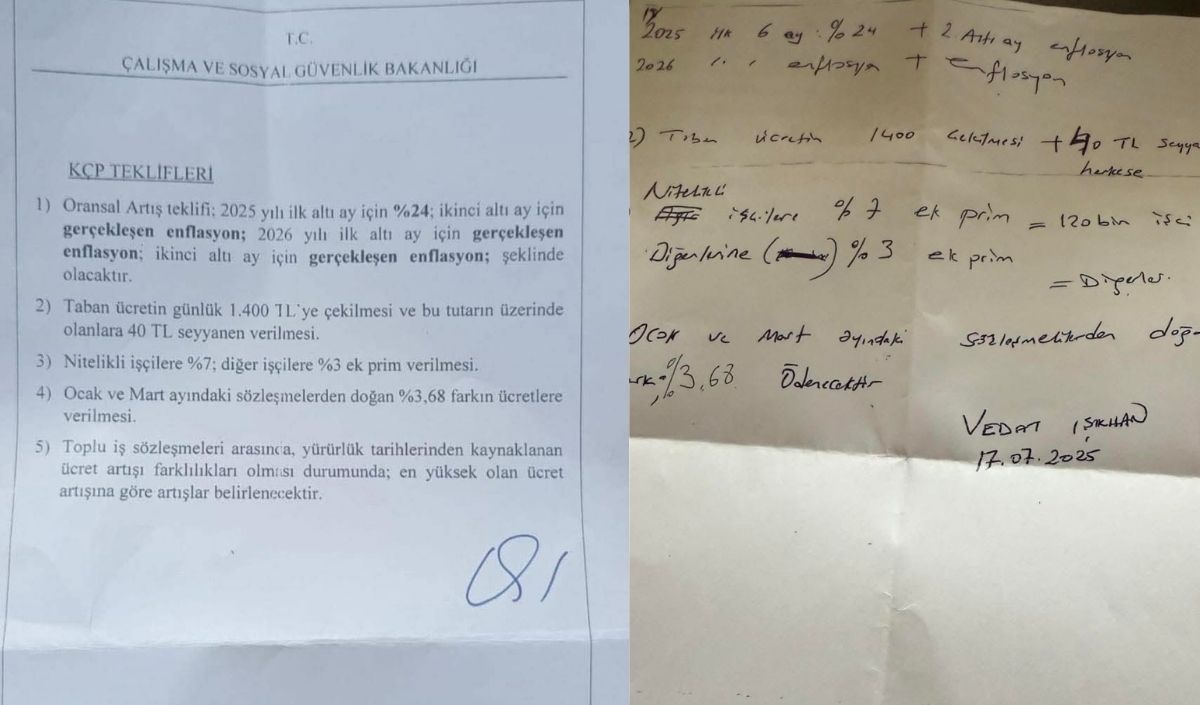 T.C.
ÇALIŞMA VE SOSYAL GÜVENLİK BAKANLIĞI
KÇP TEKLİFLERİ
1) Oransal Artış teklifi; 2025 yılı ilk altı ay için %24; ikinci altı ay için
gerçekleşen enflasyon; 2026 yılı ilk altı ay için gerçekleşen
enflasyon; ikinci altı ay için gerçekleşen enflasyon; şeklinde
olacaktır.
2) Taban ücretin günlük 1.400 TL'ye çekilmesi ve bu tutarın üzerinde
olanlara 40 TL seyyanen verilmesi.
3) Nitelikli işçilere %7; diğer işçilere %3 ek prim verilmesi.
4) Ocak ve Mart ayındaki sözleşmelerden doğan %3,68 farkın ücretlere
verilmesi.
5) Toplu iş sözleşmeleri arasında, yürürlük tarihlerinden kaynaklanan
ücret artışı farklılıkları olması durumunda; en yüksek olan ücret
artışına göre artışlar belirlenecektir.
2025 ilk 6 ay %24 + 2. Altı ay enflasyon
2026 " " enflasyon + enflasyon
2) Taban ücretin 1400 çekilmesi + 40 TL seyya
herkese
Nitelikli
işçilere %7 ek prim = 120 bin işçi
Diğerlerine ( ) %3 ek prim
= Diğerler.
Ocak ve Mart ayındaki sözleşmelilerden doğa
%3,68 Ödenecektir
VEDAT IŞIKHAN
17.07.2025